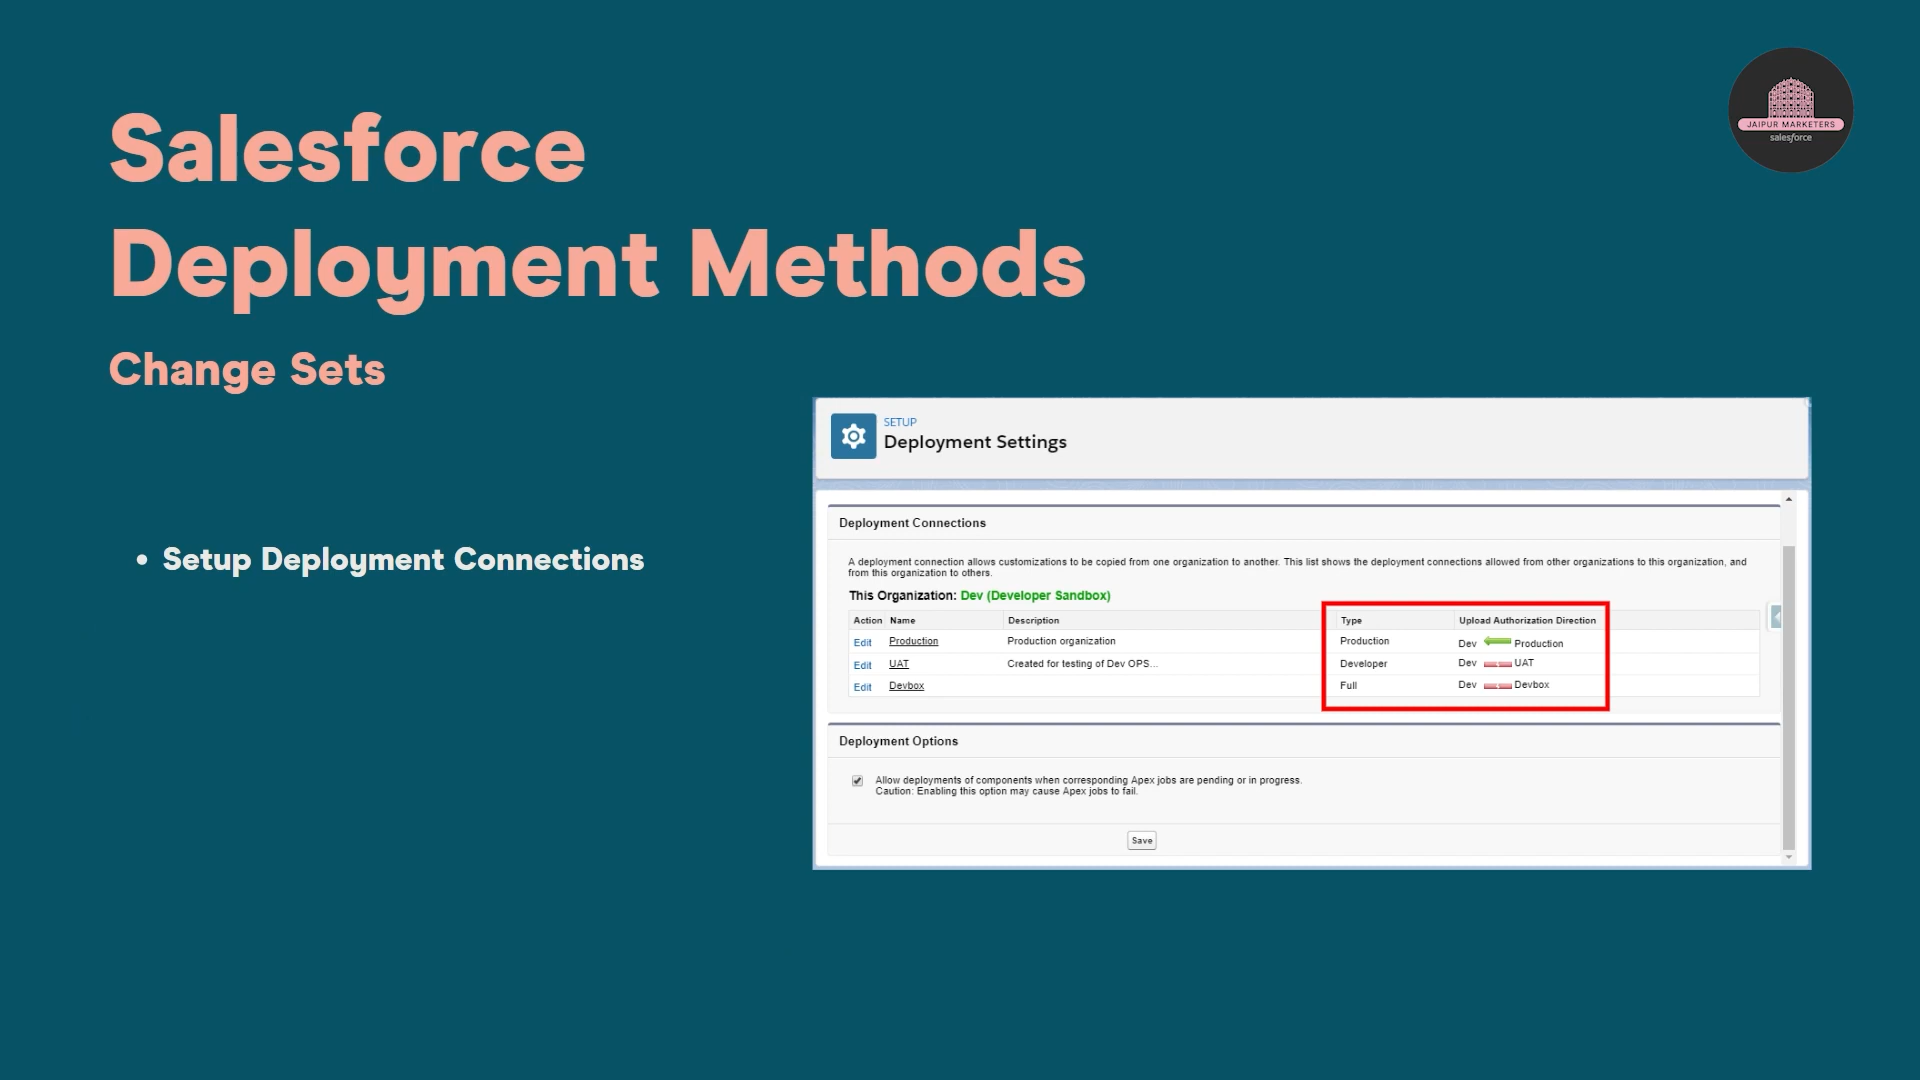 JAIPUR MARKETERS
salesforce
Salesforce
Deployment Methods
Change Sets
• Setup Deployment Connections
SETUP
Deployment Settings
Deployment Connections
A deployment connection allows customizations to be copied from one organization to another. This list shows the deployment connections allowed from other organizations to this organization, and
from this organization to others.
This Organization: Dev (Developer Sandbox)
Action Name Description Type Upload Authorization Direction
Edit Production Production organization Production Dev Production
Edit UAT Created for testing of Dev OPS... Developer Dev UAT
Edit Devbox Full Dev Devbox
Deployment Options
Allow deployments of components when corresponding Apex jobs are pending or in progress.
Caution: Enabling this option may cause Apex jobs to fail.
Save